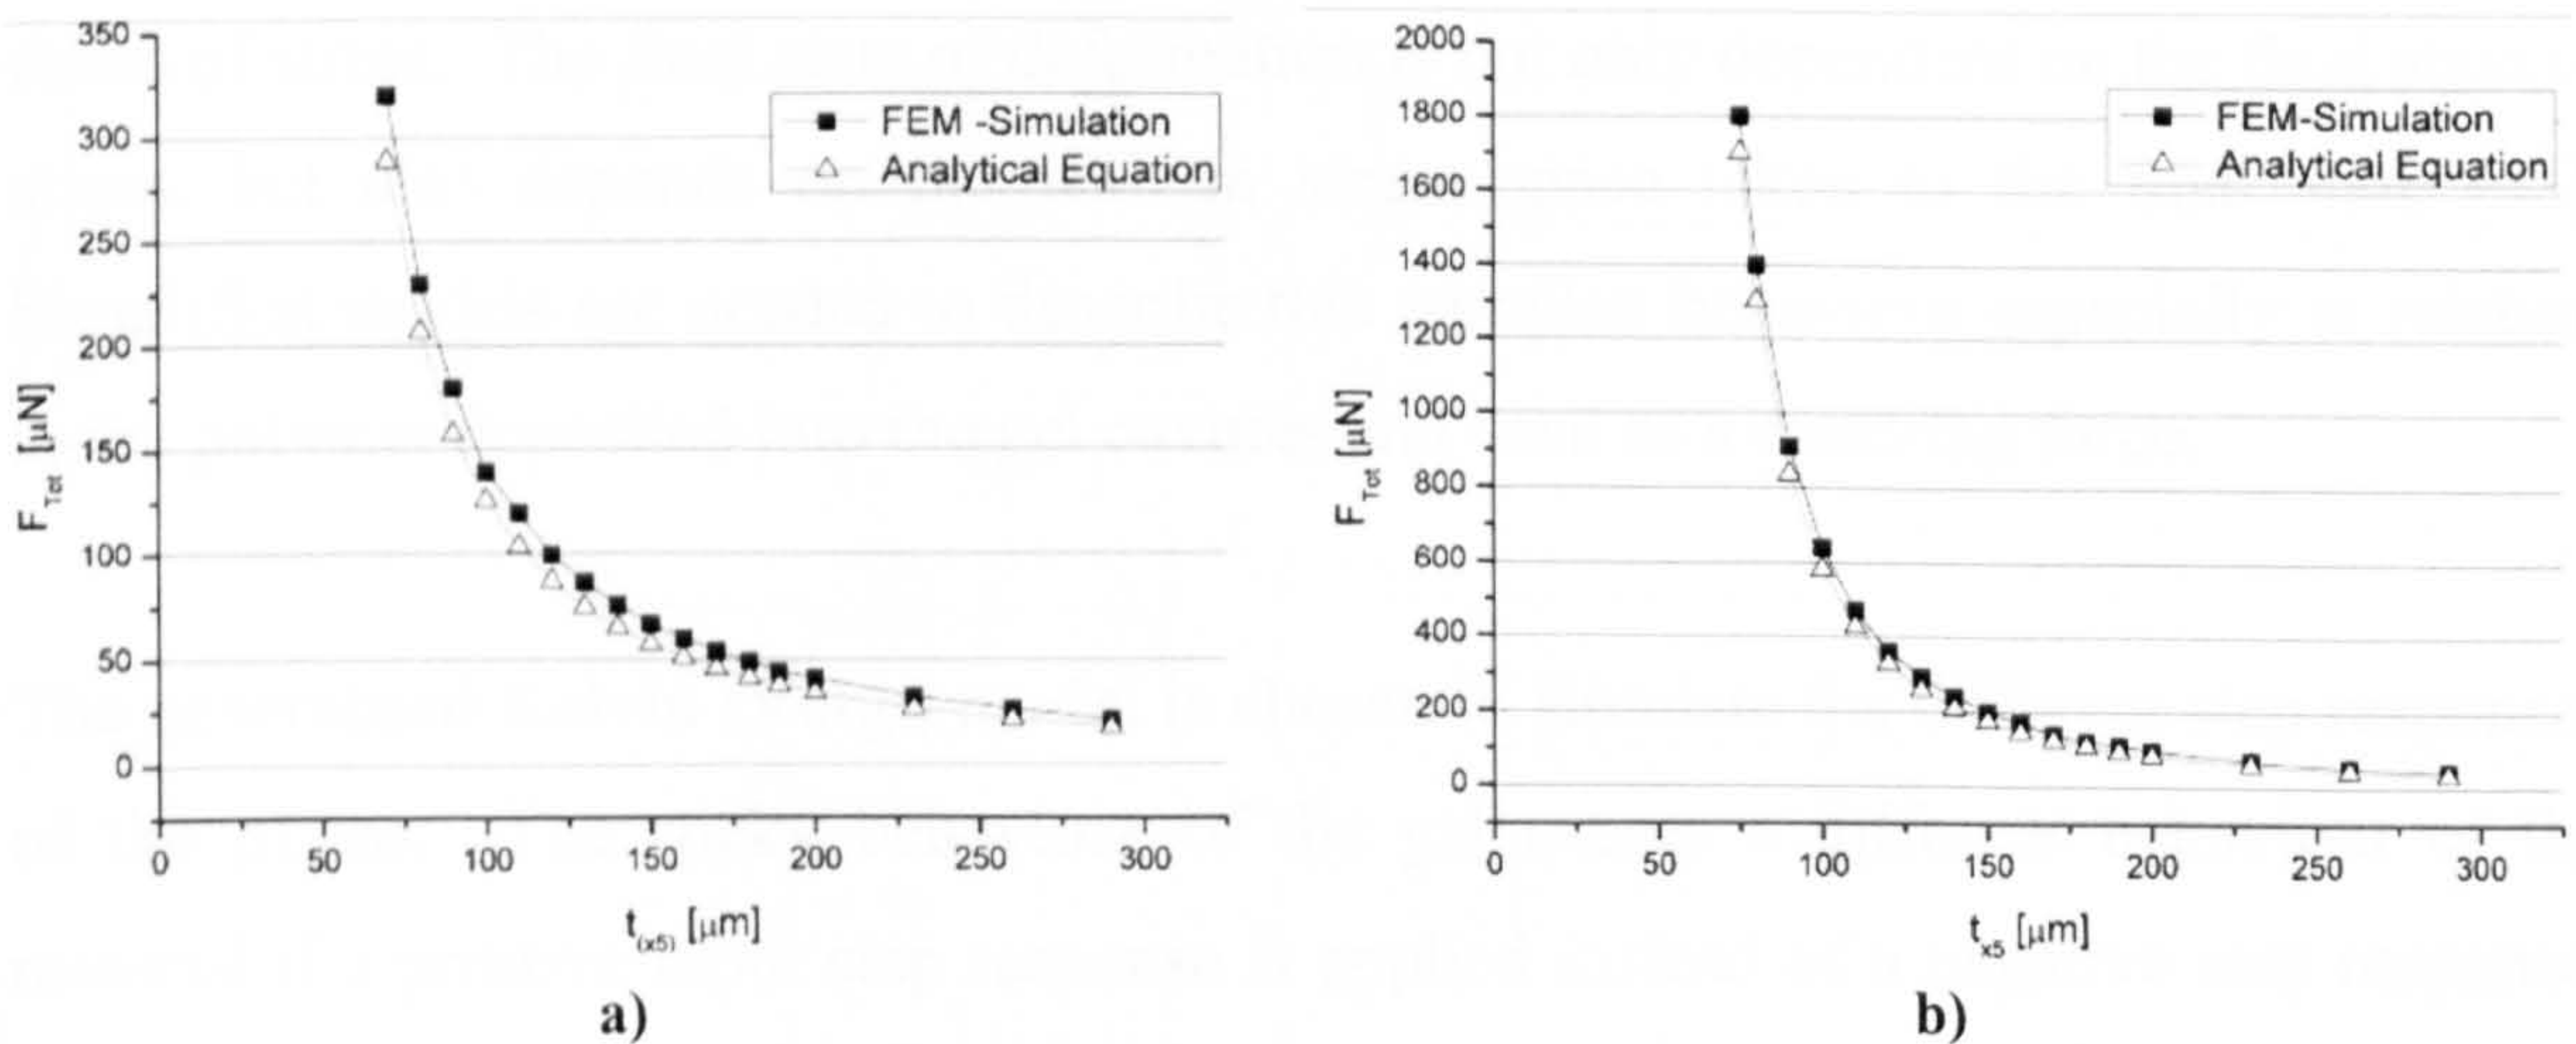 350
300
250
200
150
100
50
0
F_Tot [μN]
FEM -Simulation
Analytical Equation
0 50 100 150 200 250 300
t_(x5) [μm]
a)
2000
1800
1600
1400
1200
1000
800
600
400
200
0
F_Tot [μN]
FEM-Simulation
Analytical Equation
0 50 100 150 200 250 300
t_x5 [μm]
b)